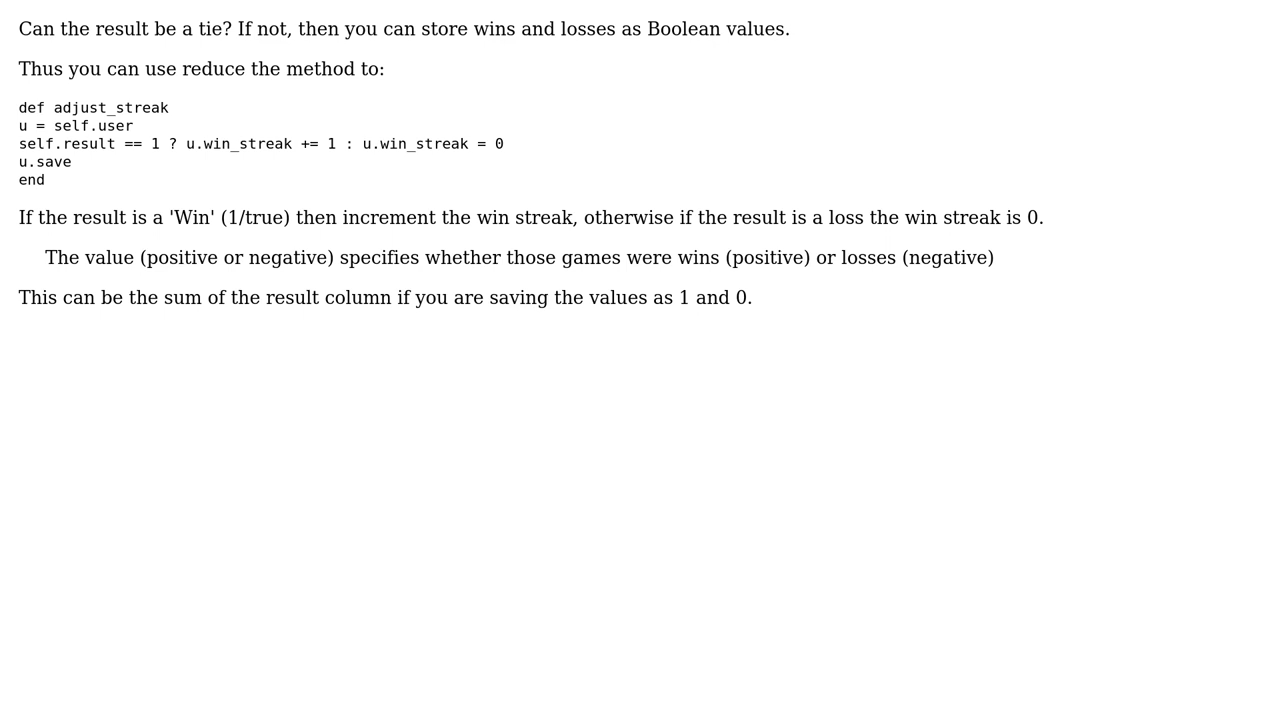 Can the result be a tie? If not, then you can store wins and losses as Boolean values.
Thus you can use reduce the method to:
def adjust_streak
u = self.user
self.result == 1 ? u.win_streak += 1 : u.win_streak = 0
u.save
end
If the result is a 'Win' (1/true) then increment the win streak, otherwise if the result is a loss the win streak is 0.
The value (positive or negative) specifies whether those games were wins (positive) or losses (negative)
This can be the sum of the result column if you are saving the values as 1 and 0.